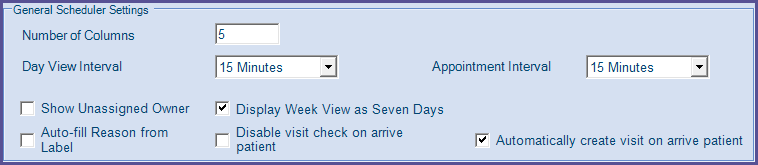 General Scheduler Settings
Number of Columns 5
Day View Interval 15 Minutes Appointment Interval 15 Minutes
Show Unassigned Owner Display Week View as Seven Days
Auto-fill Reason from
Label
Disable visit check on arrive
patient
Automatically create visit on arrive patient